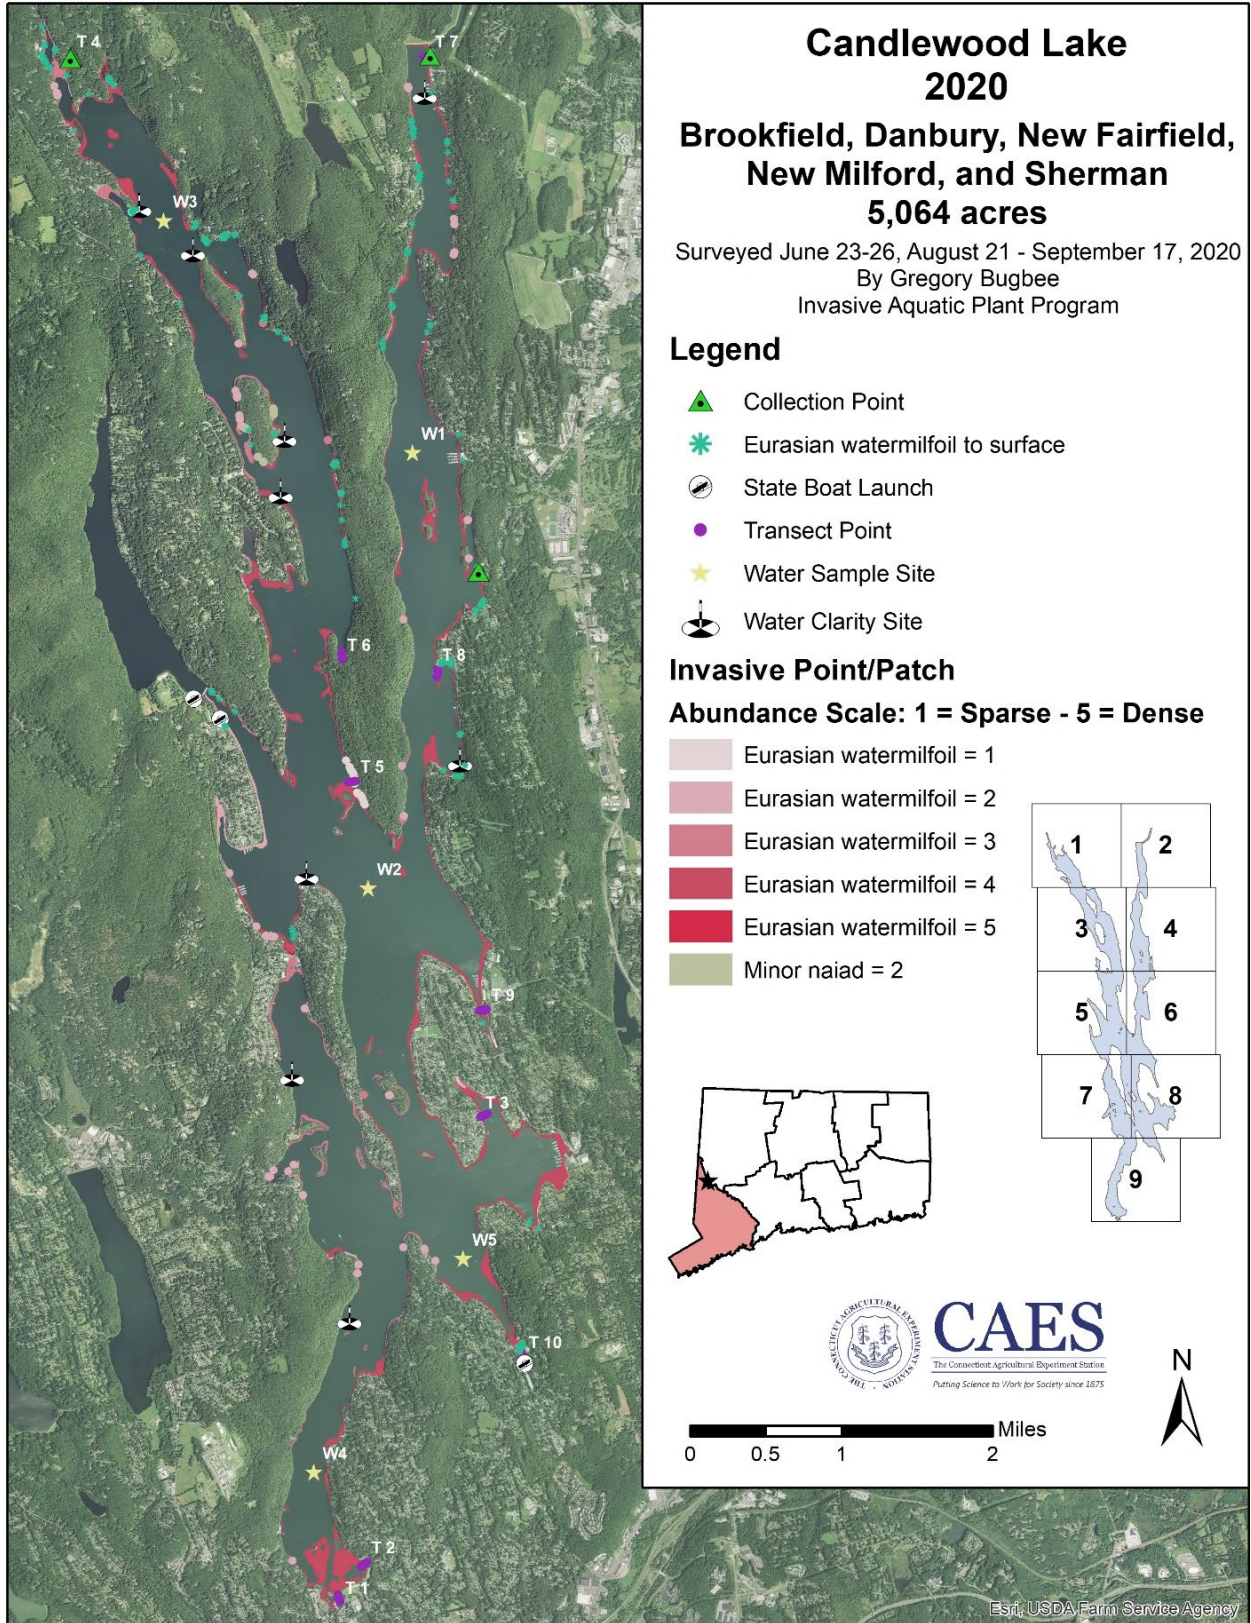 Candlewood Lake
2020
Brookfield, Danbury, New Fairfield,
New Milford, and Sherman
5,064 acres
Surveyed June 23-26, August 21 - September 17, 2020
By Gregory Bugbee
Invasive Aquatic Plant Program
Legend
Collection Point
Eurasian watermilfoil to surface
State Boat Launch
Transect Point
Water Sample Site
Water Clarity Site
Invasive Point/Patch
Abundance Scale: 1 = Sparse - 5 = Dense
Eurasian watermilfoil = 1
Eurasian watermilfoil = 2
Eurasian watermilfoil = 3
Eurasian watermilfoil = 4
Eurasian watermilfoil = 5
Minor naiad = 2
1
2
3
4
5
6
7
8
9
THE CONNECTICUT AGRICULTURAL EXPERIMENT STATION
CAES
The Connecticut Agricultural Experiment Station
Putting Science to Work for Society since 1875
N
Miles
0 0.5 1 2
T 4
T 7
W3
W1
T 6
T 8
T 5
W2
T 9
T 3
W5
T 10
W4
T 2
T 1
Esri, USDA Farm Service Agency